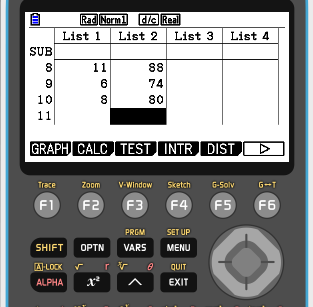 Rad Norm1 d/c Real
List 1 List 2 List 3 List 4
SUB
8 11 88
9 6 74
10 8 80
11
GRAPH CALC TEST INTR DIST
Trace Zoom V-Window Sketch G-Solv G↔T
F1 F2 F3 F4 F5 F6
PRGM SET UP
SHIFT OPTN VARS MENU
A-LOCK √ r ˣ√ θ QUIT
ALPHA x² ^ EXIT